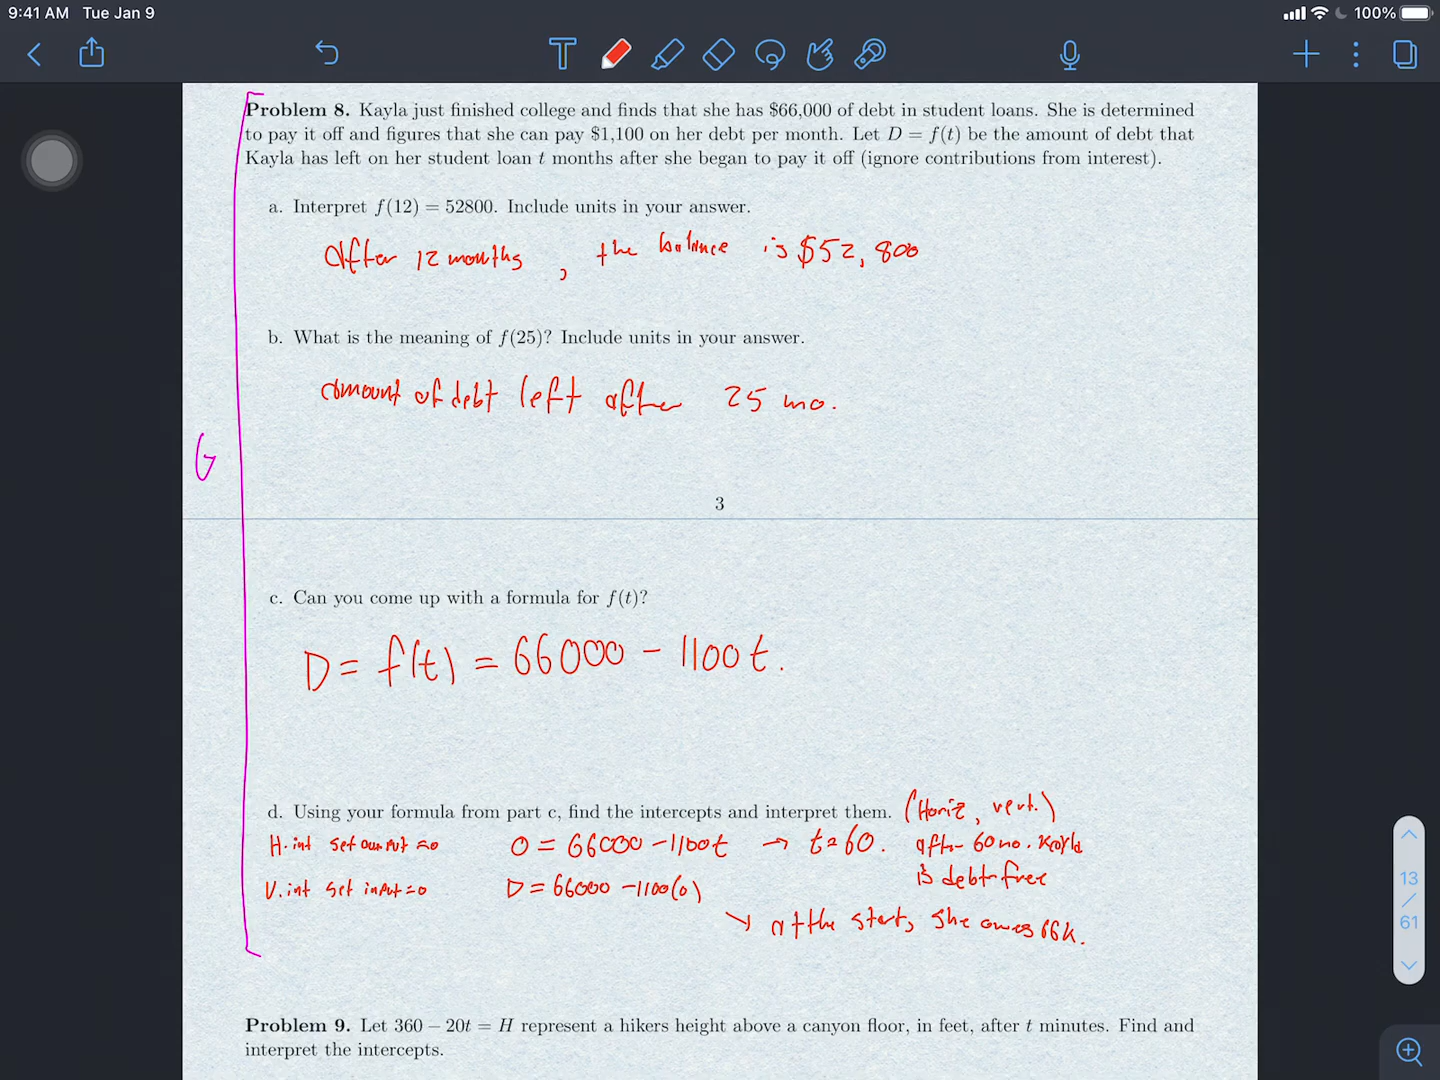 9:41 AM Tue Jan 9
100%
Problem 8. Kayla just finished college and finds that she has $66,000 of debt in student loans. She is determined
to pay it off and figures that she can pay $1,100 on her debt per month. Let D = f(t) be the amount of debt that
Kayla has left on her student loan t months after she began to pay it off (ignore contributions from interest).
a. Interpret f(12) = 52800. Include units in your answer.
After 12 months, the balance is $52,800
b. What is the meaning of f(25)? Include units in your answer.
amount of debt left after 25 mo.
G
3
c. Can you come up with a formula for f(t)?
D = f(t) = 66000 - 1100t.
d. Using your formula from part c, find the intercepts and interpret them. (Horiz, vert.)
H.int set output =0 0 = 66000 - 1100t → t=60. after 60 mo. Kayla
is debt free
V.int set input =0 D = 66000 - 1100(0)
↘ at the start, she owes 66k.
13
/
61
Problem 9. Let 360 − 20t = H represent a hikers height above a canyon floor, in feet, after t minutes. Find and
interpret the intercepts.